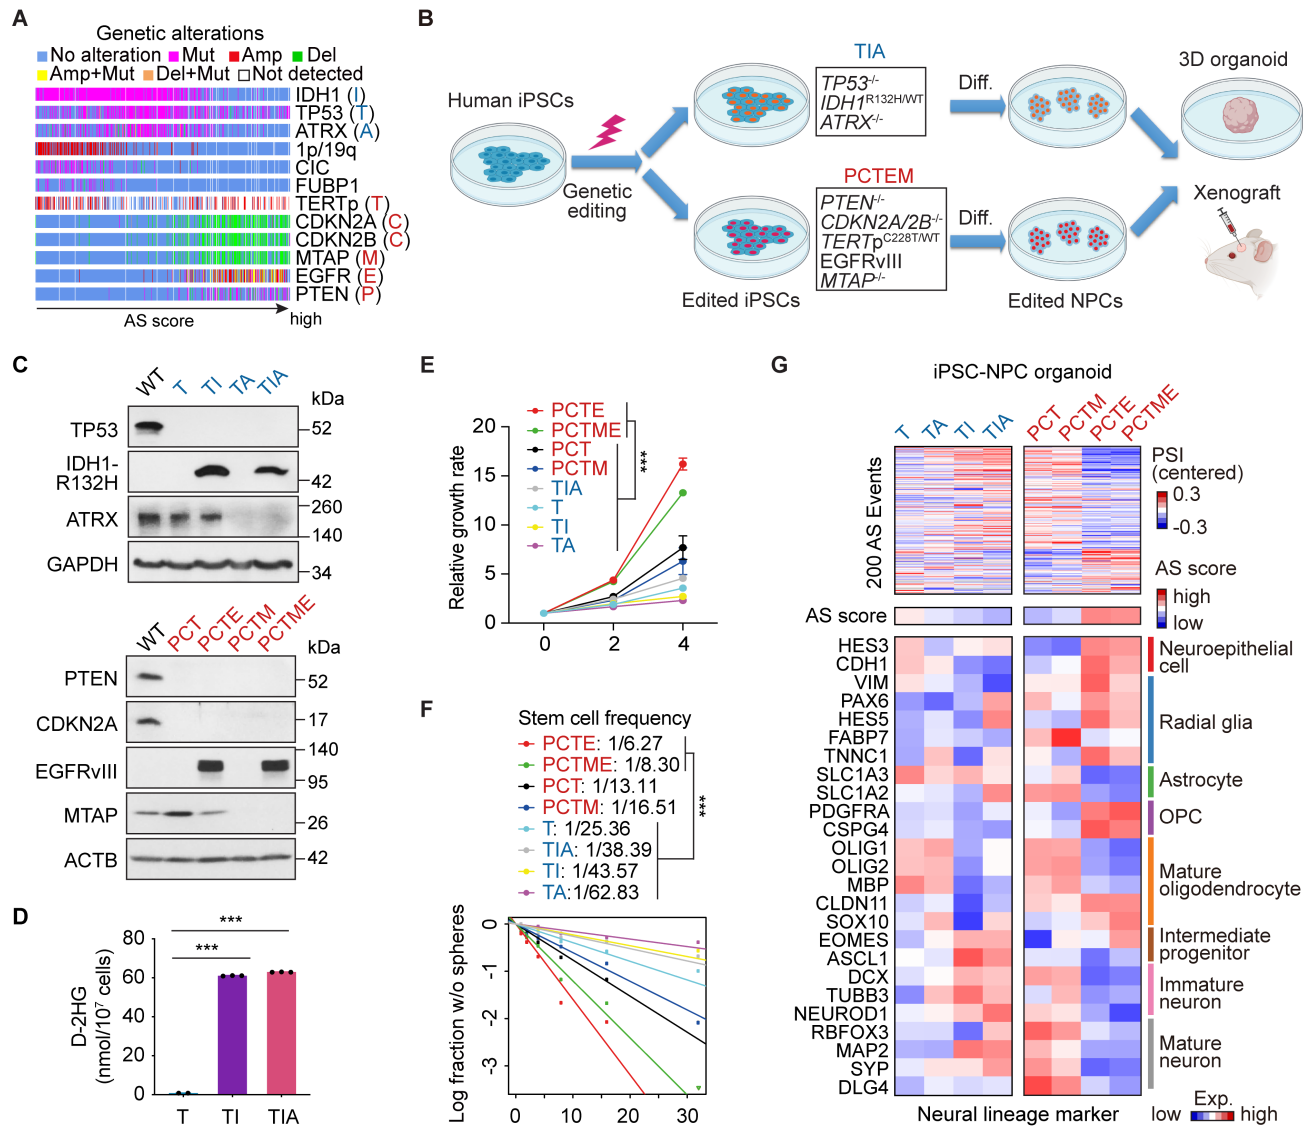 A
Genetic alterations
No alteration Mut Amp Del
Amp+Mut Del+Mut Not detected
IDH1 (I)
TP53 (T)
ATRX (A)
1p/19q
CIC
FUBP1
TERTp (T)
CDKN2A (C)
CDKN2B (C)
MTAP (M)
EGFR (E)
PTEN (P)
AS score high
B
Human iPSCs
Genetic
editing
TIA
TP53-/-
IDH1R132H/WT
ATRX-/-
Diff.
3D organoid
PCTEM
PTEN-/-
CDKN2A/2B-/-
TERTpC228T/WT
EGFRvIII
MTAP-/-
Diff.
Xenograft
Edited iPSCs
Edited NPCs
C
WT T TI TA TIA
kDa
TP53 52
IDH1-
R132H 42
ATRX 260
140
GAPDH 34
WT PCT PCTE PCTM PCTME
kDa
PTEN 52
CDKN2A 17
EGFRvIII 140
95
MTAP 26
ACTB 42
D
D-2HG
(nmol/10⁷ cells)
80
60
40
20
0
***
***
T TI TIA
E
Relative growth rate
20
15
10
5
0
PCTE
PCTME
PCT
PCTM
TIA
T
TI
TA
***
0 2 4
F
Stem cell frequency
PCTE: 1/6.27
PCTME: 1/8.30
PCT: 1/13.11
PCTM: 1/16.51
T: 1/25.36
TIA: 1/38.39
TI: 1/43.57
TA:1/62.83
***
Log fraction w/o spheres
0
-1
-2
-3
0 10 20 30
G
iPSC-NPC organoid
T TA TI TIA PCT PCTM PCTE PCTME
200 AS Events
PSI
(centered)
0.3
-0.3
AS score
high
low
AS score
HES3
CDH1
VIM
PAX6
HES5
FABP7
TNNC1
SLC1A3
SLC1A2
PDGFRA
CSPG4
OLIG1
OLIG2
MBP
CLDN11
SOX10
EOMES
ASCL1
DCX
TUBB3
NEUROD1
RBFOX3
MAP2
SYP
DLG4
Neuroepithelial
cell
Radial glia
Astrocyte
OPC
Mature
oligodendrocyte
Intermediate
progenitor
Immature
neuron
Mature
neuron
Neural lineage marker
Exp.
low high